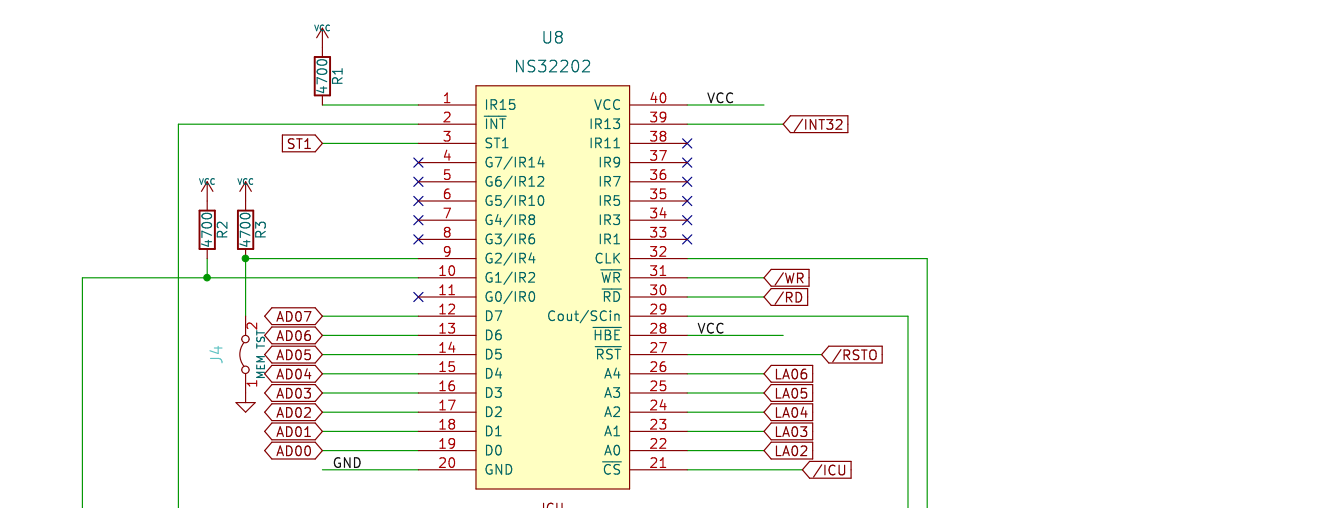 VCC
4700
R1
U8
NS32202
1 IR15 VCC 40 VCC
2 INT IR13 39 /INT32
ST1 3 ST1 IR11 38
4 G7/IR14 IR9 37
5 G6/IR12 IR7 36
6 G5/IR10 IR5 35
7 G4/IR8 IR3 34
8 G3/IR6 IR1 33
VCC VCC
4700 R2 4700 R3
9 G2/IR4 CLK 32
10 G1/IR2 WR 31 /WR
11 G0/IR0 RD 30 /RD
AD07 12 D7 Cout/SCin 29
AD06 13 D6 HBE 28 VCC
AD05 14 D5 RST 27 /RSTO
AD04 15 D4 A4 26 LA06
AD03 16 D3 A3 25 LA05
AD02 17 D2 A2 24 LA04
AD01 18 D1 A1 23 LA03
AD00 19 D0 A0 22 LA02
GND 20 GND CS 21 /ICU
J4
2
MEM_TST
1
ICU